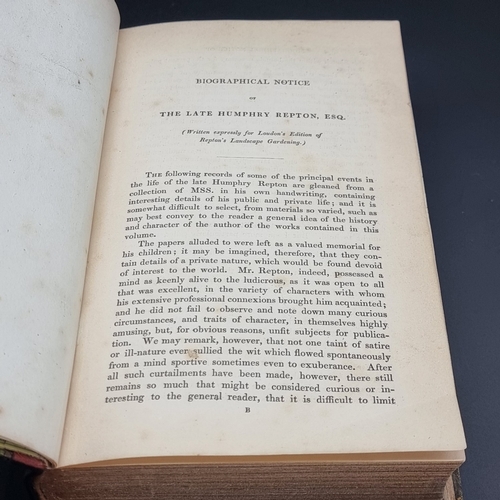 BIOGRAPHICAL NOTICE
OF
THE LATE HUMPHRY REPTON, ESQ.
(Written expressly for Loudon's Edition of
Repton's Landscape Gardening.)
THE following records of some of the principal events in
the life of the late Humphry Repton are gleaned from a
collection of MSS. in his own handwriting, containing
interesting details of his public and private life; and it is
somewhat difficult to select, from materials so varied, such as
may best convey to the reader a general idea of the history
and character of the author of the works contained in this
volume.
The papers alluded to were left as a valued memorial for
his children; it may be imagined, therefore, that they con-
tain details of a private nature, which would be found devoid
of interest to the world. Mr. Repton, indeed, possessed a
mind as keenly alive to the ludicrous, as it was open to all
that was excellent, in the variety of characters with whom
his extensive professional connexions brought him acquainted;
and he did not fail to observe and note down many curious
circumstances, and traits of character, in themselves highly
amusing, but, for obvious reasons, unfit subjects for publica-
tion. We may remark, however, that not one taint of satire
or ill-nature ever sullied the wit which flowed spontaneously
from a mind sportive sometimes even to exuberance. After
all such curtailments have been made, however, there still
remains so much that might be considered curious or in-
teresting to the general reader, that it is difficult to limit
B